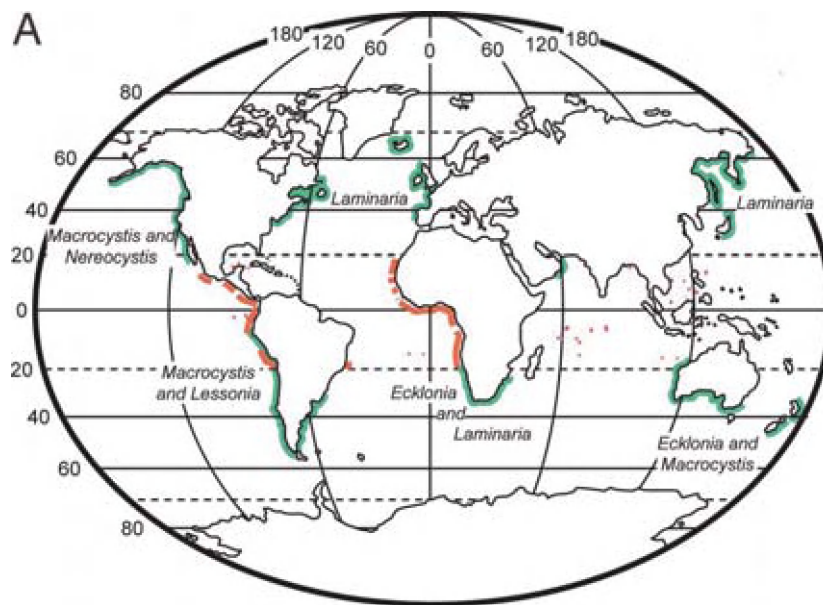 A
180
120
60
0
60
120
180
80
60
40
20
0
20
40
60
80
Laminaria
Laminaria
Macrocystis and
Nereocystis
Macrocystis
and Lessonia
Ecklonia
and
Laminaria
Ecklonia and
Macrocystis